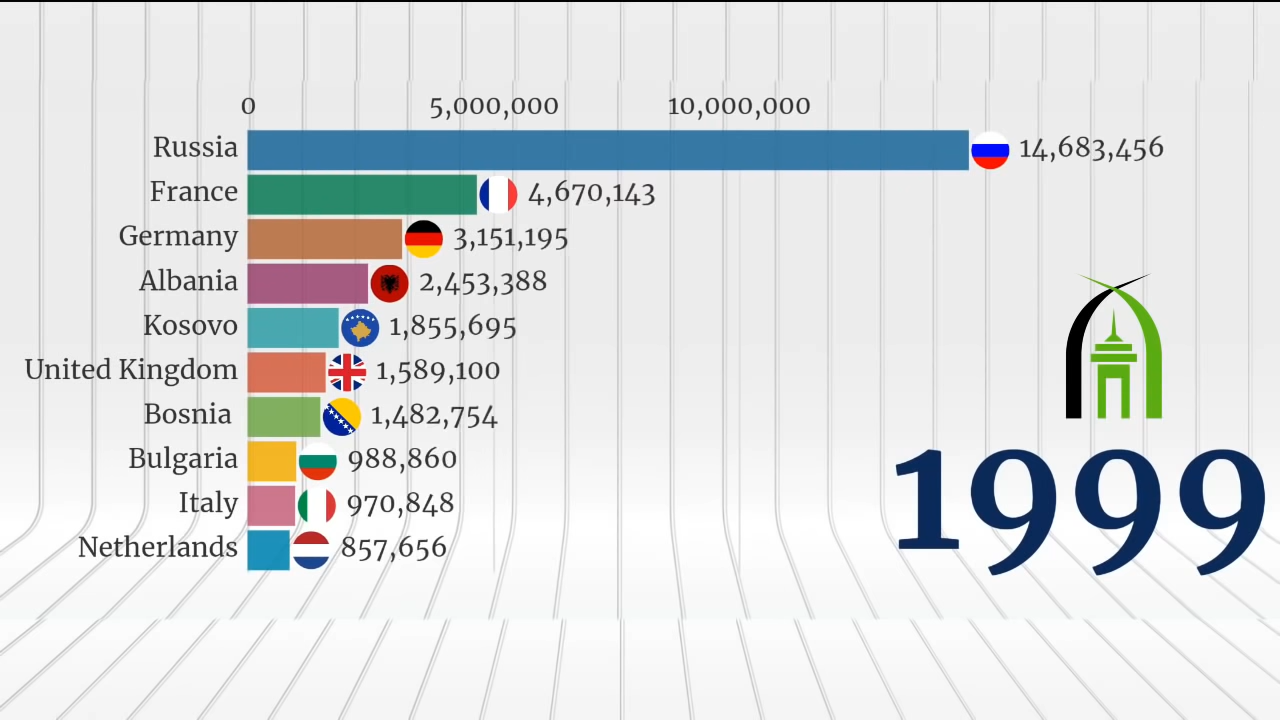 0 5,000,000 10,000,000
Russia 14,683,456
France 4,670,143
Germany 3,151,195
Albania 2,453,388
Kosovo 1,855,695
United Kingdom 1,589,100
Bosnia 1,482,754
Bulgaria 988,860
Italy 970,848
Netherlands 857,656
1999